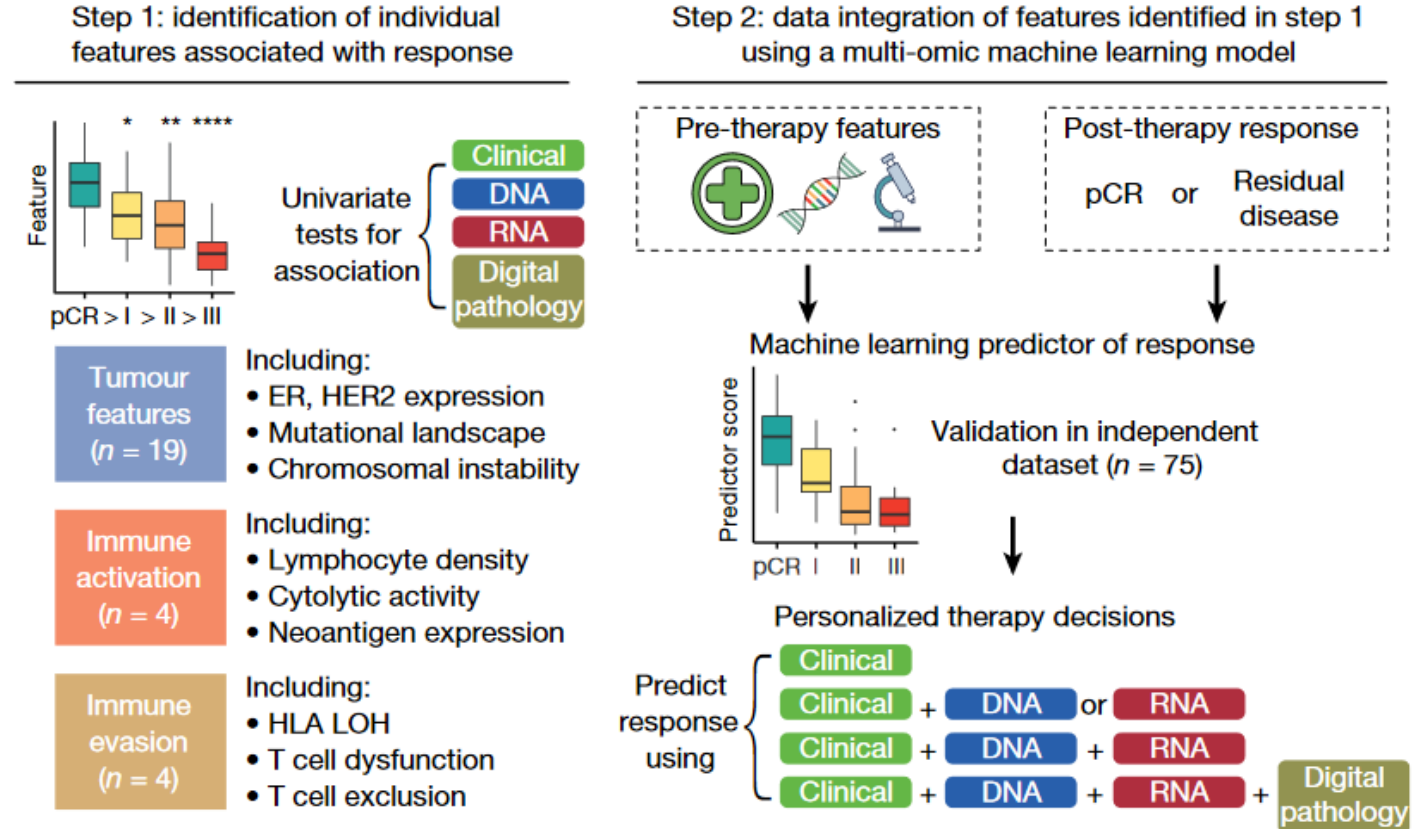 Step 1: identification of individual
features associated with response
* ** ****
Feature
pCR > I > II > III
Univariate
tests for
association
Clinical
DNA
RNA
Digital
pathology
Tumour
features
(n = 19)
Including:
• ER, HER2 expression
• Mutational landscape
• Chromosomal instability
Immune
activation
(n = 4)
Including:
• Lymphocyte density
• Cytolytic activity
• Neoantigen expression
Immune
evasion
(n = 4)
Including:
• HLA LOH
• T cell dysfunction
• T cell exclusion
Step 2: data integration of features identified in step 1
using a multi-omic machine learning model
Pre-therapy features
Post-therapy response
pCR or Residual
disease
Machine learning predictor of response
Predictor score
pCR I II III
Validation in independent
dataset (n = 75)
Personalized therapy decisions
Predict
response
using
Clinical
Clinical + DNA or RNA
Clinical + DNA + RNA
Clinical + DNA + RNA + Digital
pathology